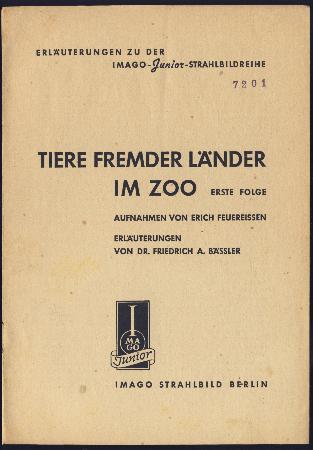 ERLÄUTERUNGEN ZU DER
IMAGO-Junior-STRAHLBILDREIHE
7201
TIERE FREMDER LÄNDER
IM ZOO ERSTE FOLGE
AUFNAHMEN VON ERICH FEUEREISSEN
ERLÄUTERUNGEN
VON DR. FRIEDRICH A. BÄSSLER
I
MA
GO
Junior
IMAGO STRAHLBILD BERLIN